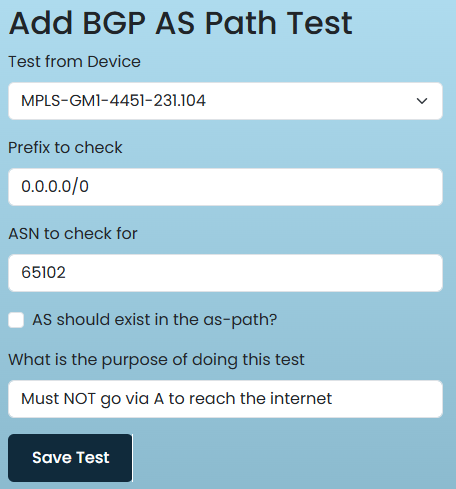 Add BGP AS Path Test
Test from Device
MPLS-GM1-4451-231.104
Prefix to check
0.0.0.0/0
ASN to check for
65102
AS should exist in the as-path?
What is the purpose of doing this test
Must NOT go via A to reach the internet
Save Test